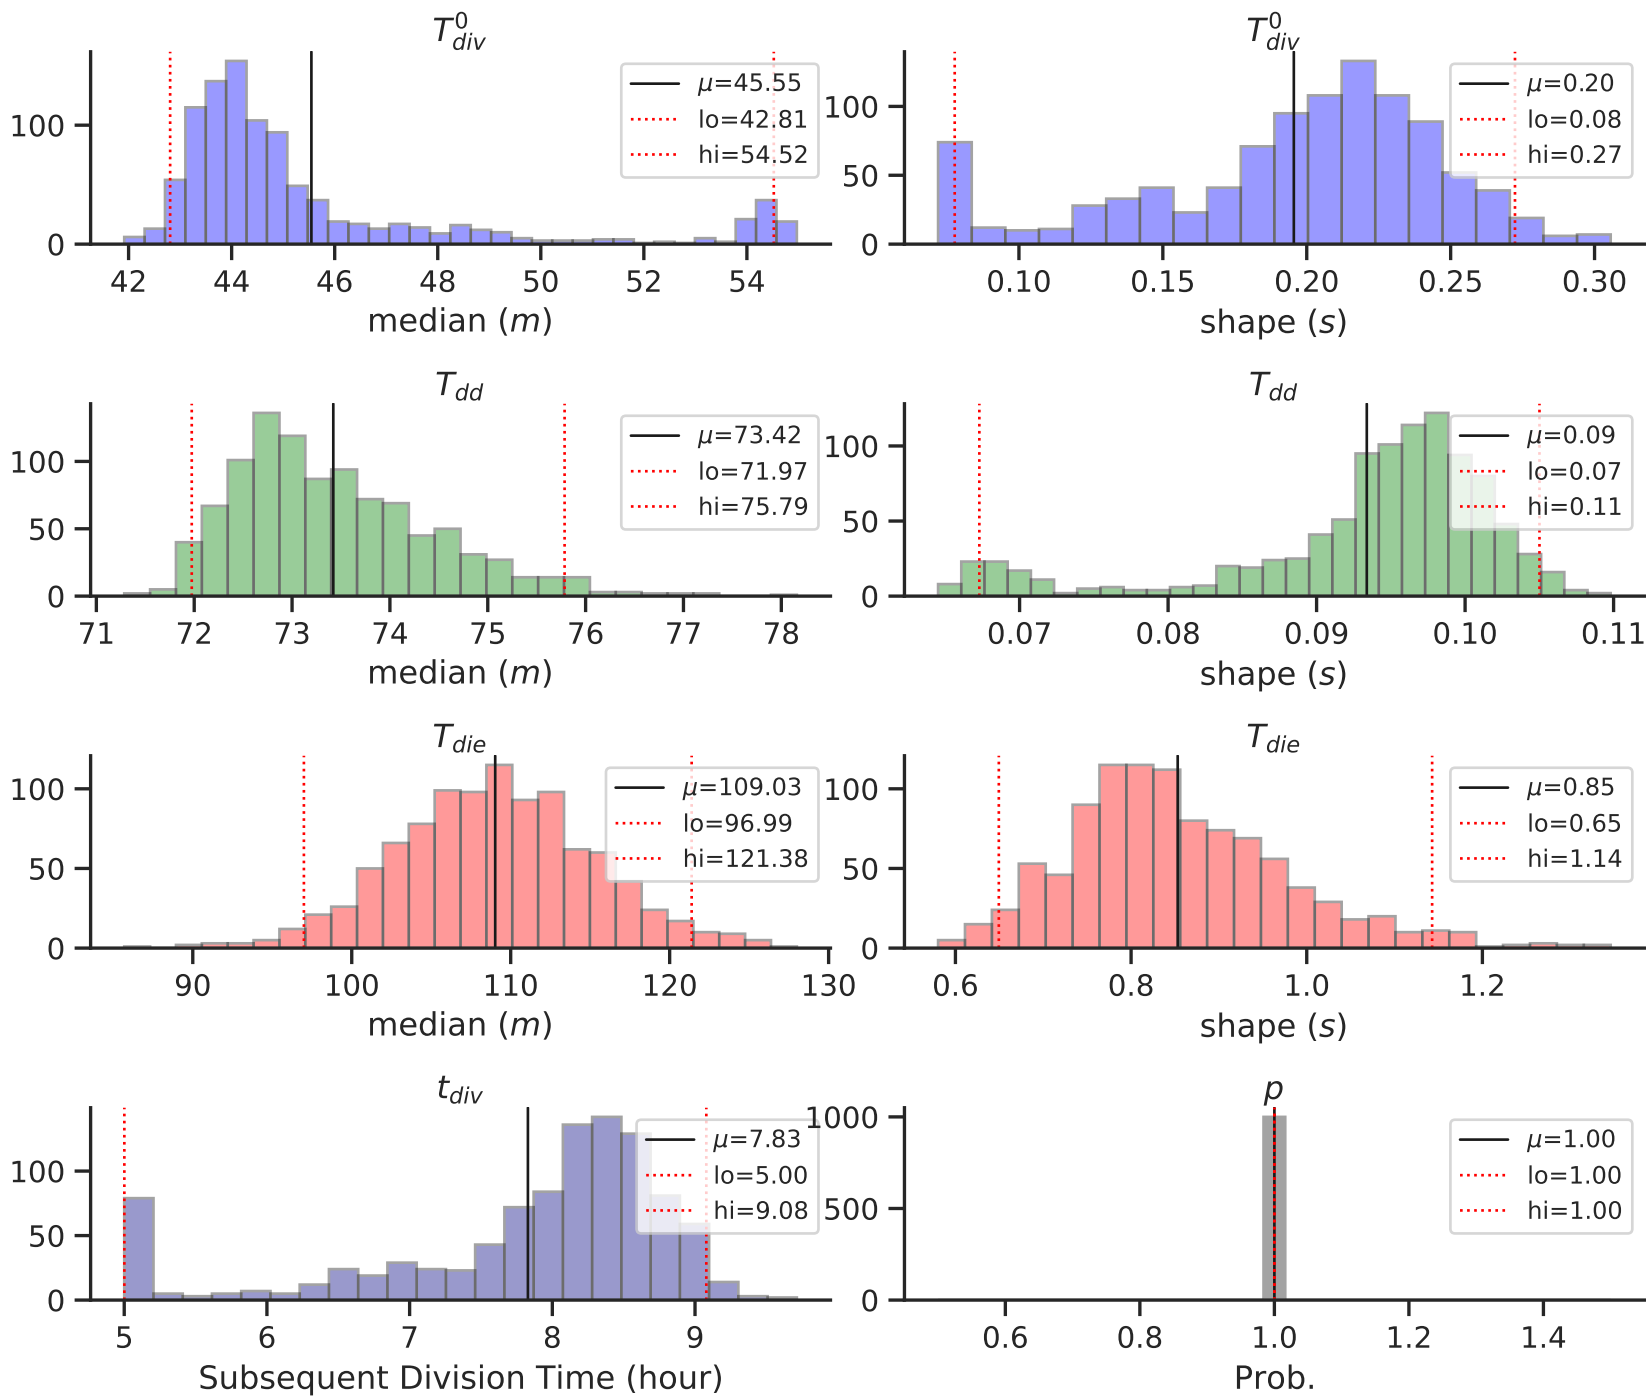 T⁰div
100
0
μ=45.55
lo=42.81
hi=54.52
42 44 46 48 50 52 54
median (m)
T⁰div
100
50
0
μ=0.20
lo=0.08
hi=0.27
0.10 0.15 0.20 0.25 0.30
shape (s)
Tdd
100
50
0
μ=73.42
lo=71.97
hi=75.79
71 72 73 74 75 76 77 78
median (m)
Tdd
100
50
0
μ=0.09
lo=0.07
hi=0.11
0.07 0.08 0.09 0.10 0.11
shape (s)
Tdie
100
50
0
μ=109.03
lo=96.99
hi=121.38
90 100 110 120 130
median (m)
Tdie
100
50
0
μ=0.85
lo=0.65
hi=1.14
0.6 0.8 1.0 1.2
shape (s)
tdiv
100
50
0
μ=7.83
lo=5.00
hi=9.08
5 6 7 8 9
Subsequent Division Time (hour)
p
1000
500
0
μ=1.00
lo=1.00
hi=1.00
0.6 0.8 1.0 1.2 1.4
Prob.